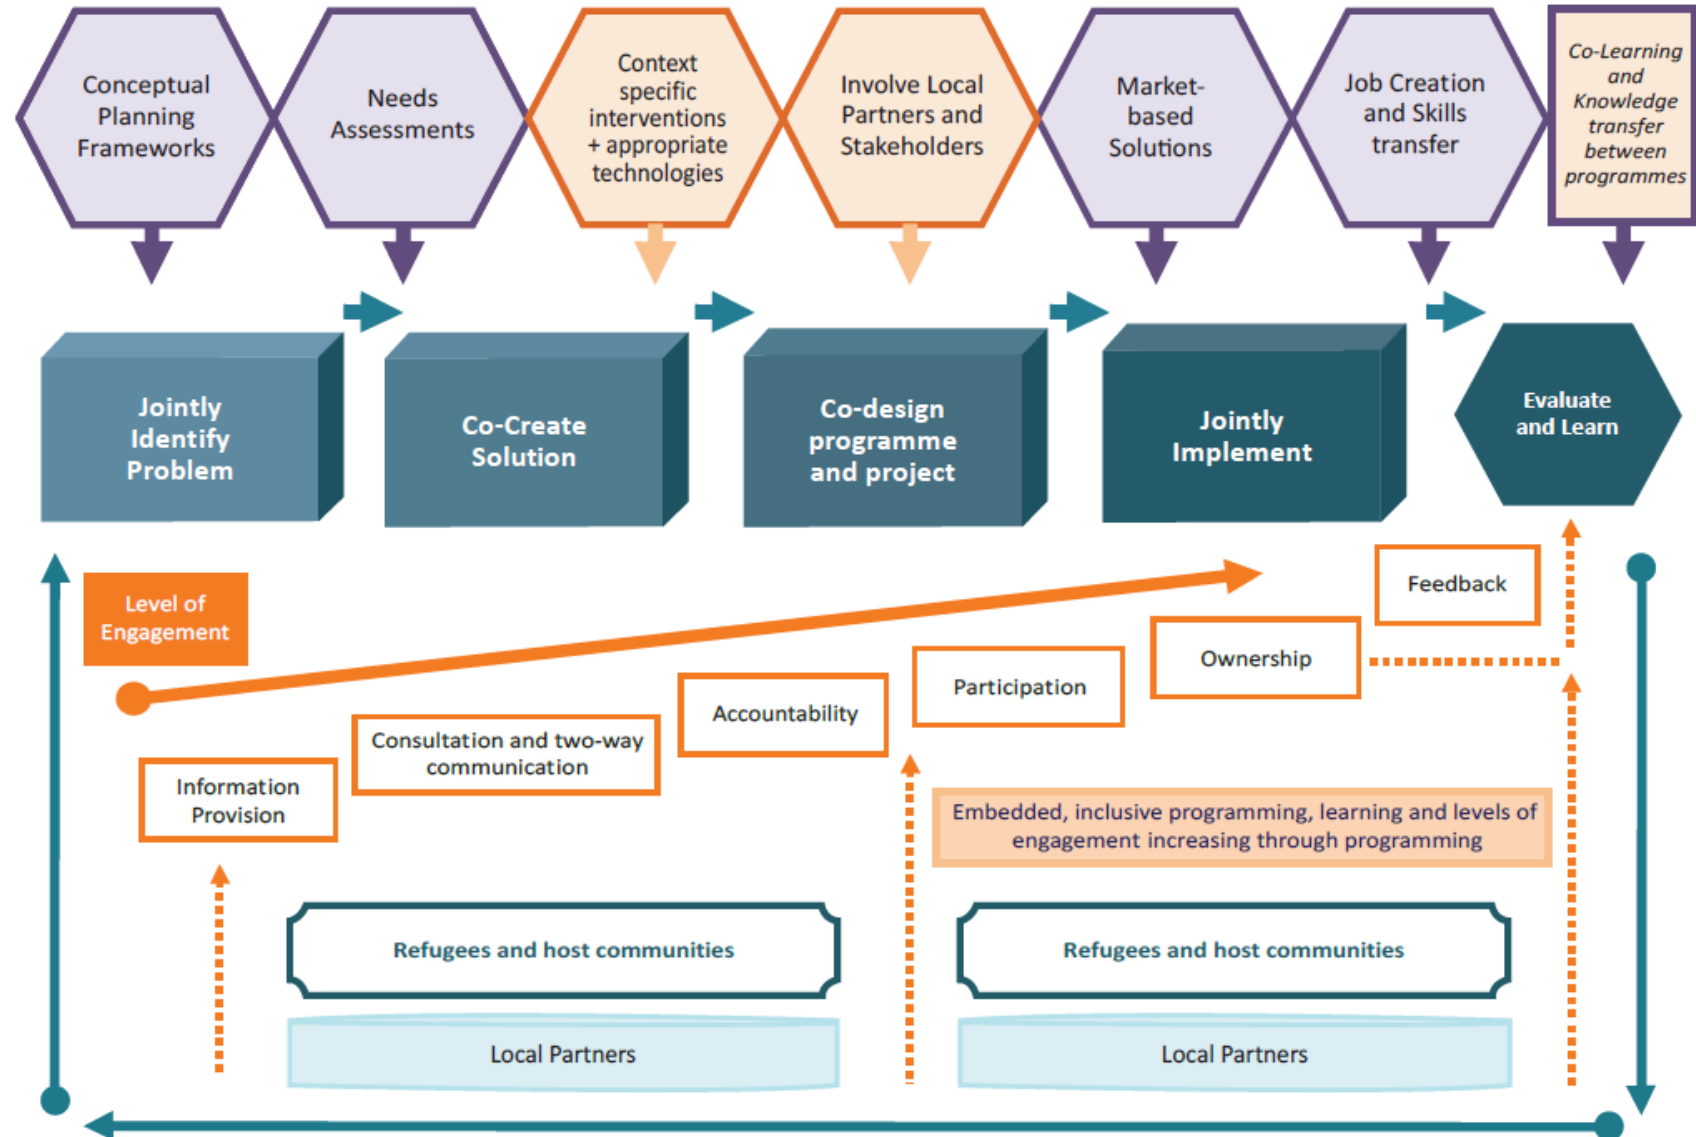 Conceptual
Planning
Frameworks
Needs
Assessments
Context
specific
interventions
+ appropriate
technologies
Involve Local
Partners and
Stakeholders
Market-
based
Solutions
Job Creation
and Skills
transfer
Co-Learning
and
Knowledge
transfer
between
programmes
Jointly
Identify
Problem
Co-Create
Solution
Co-design
programme
and project
Jointly
Implement
Evaluate
and Learn
Level of
Engagement
Feedback
Ownership
Participation
Accountability
Consultation and two-way
communication
Information
Provision
Embedded, inclusive programming, learning and levels of
engagement increasing through programming
Refugees and host communities
Refugees and host communities
Local Partners
Local Partners